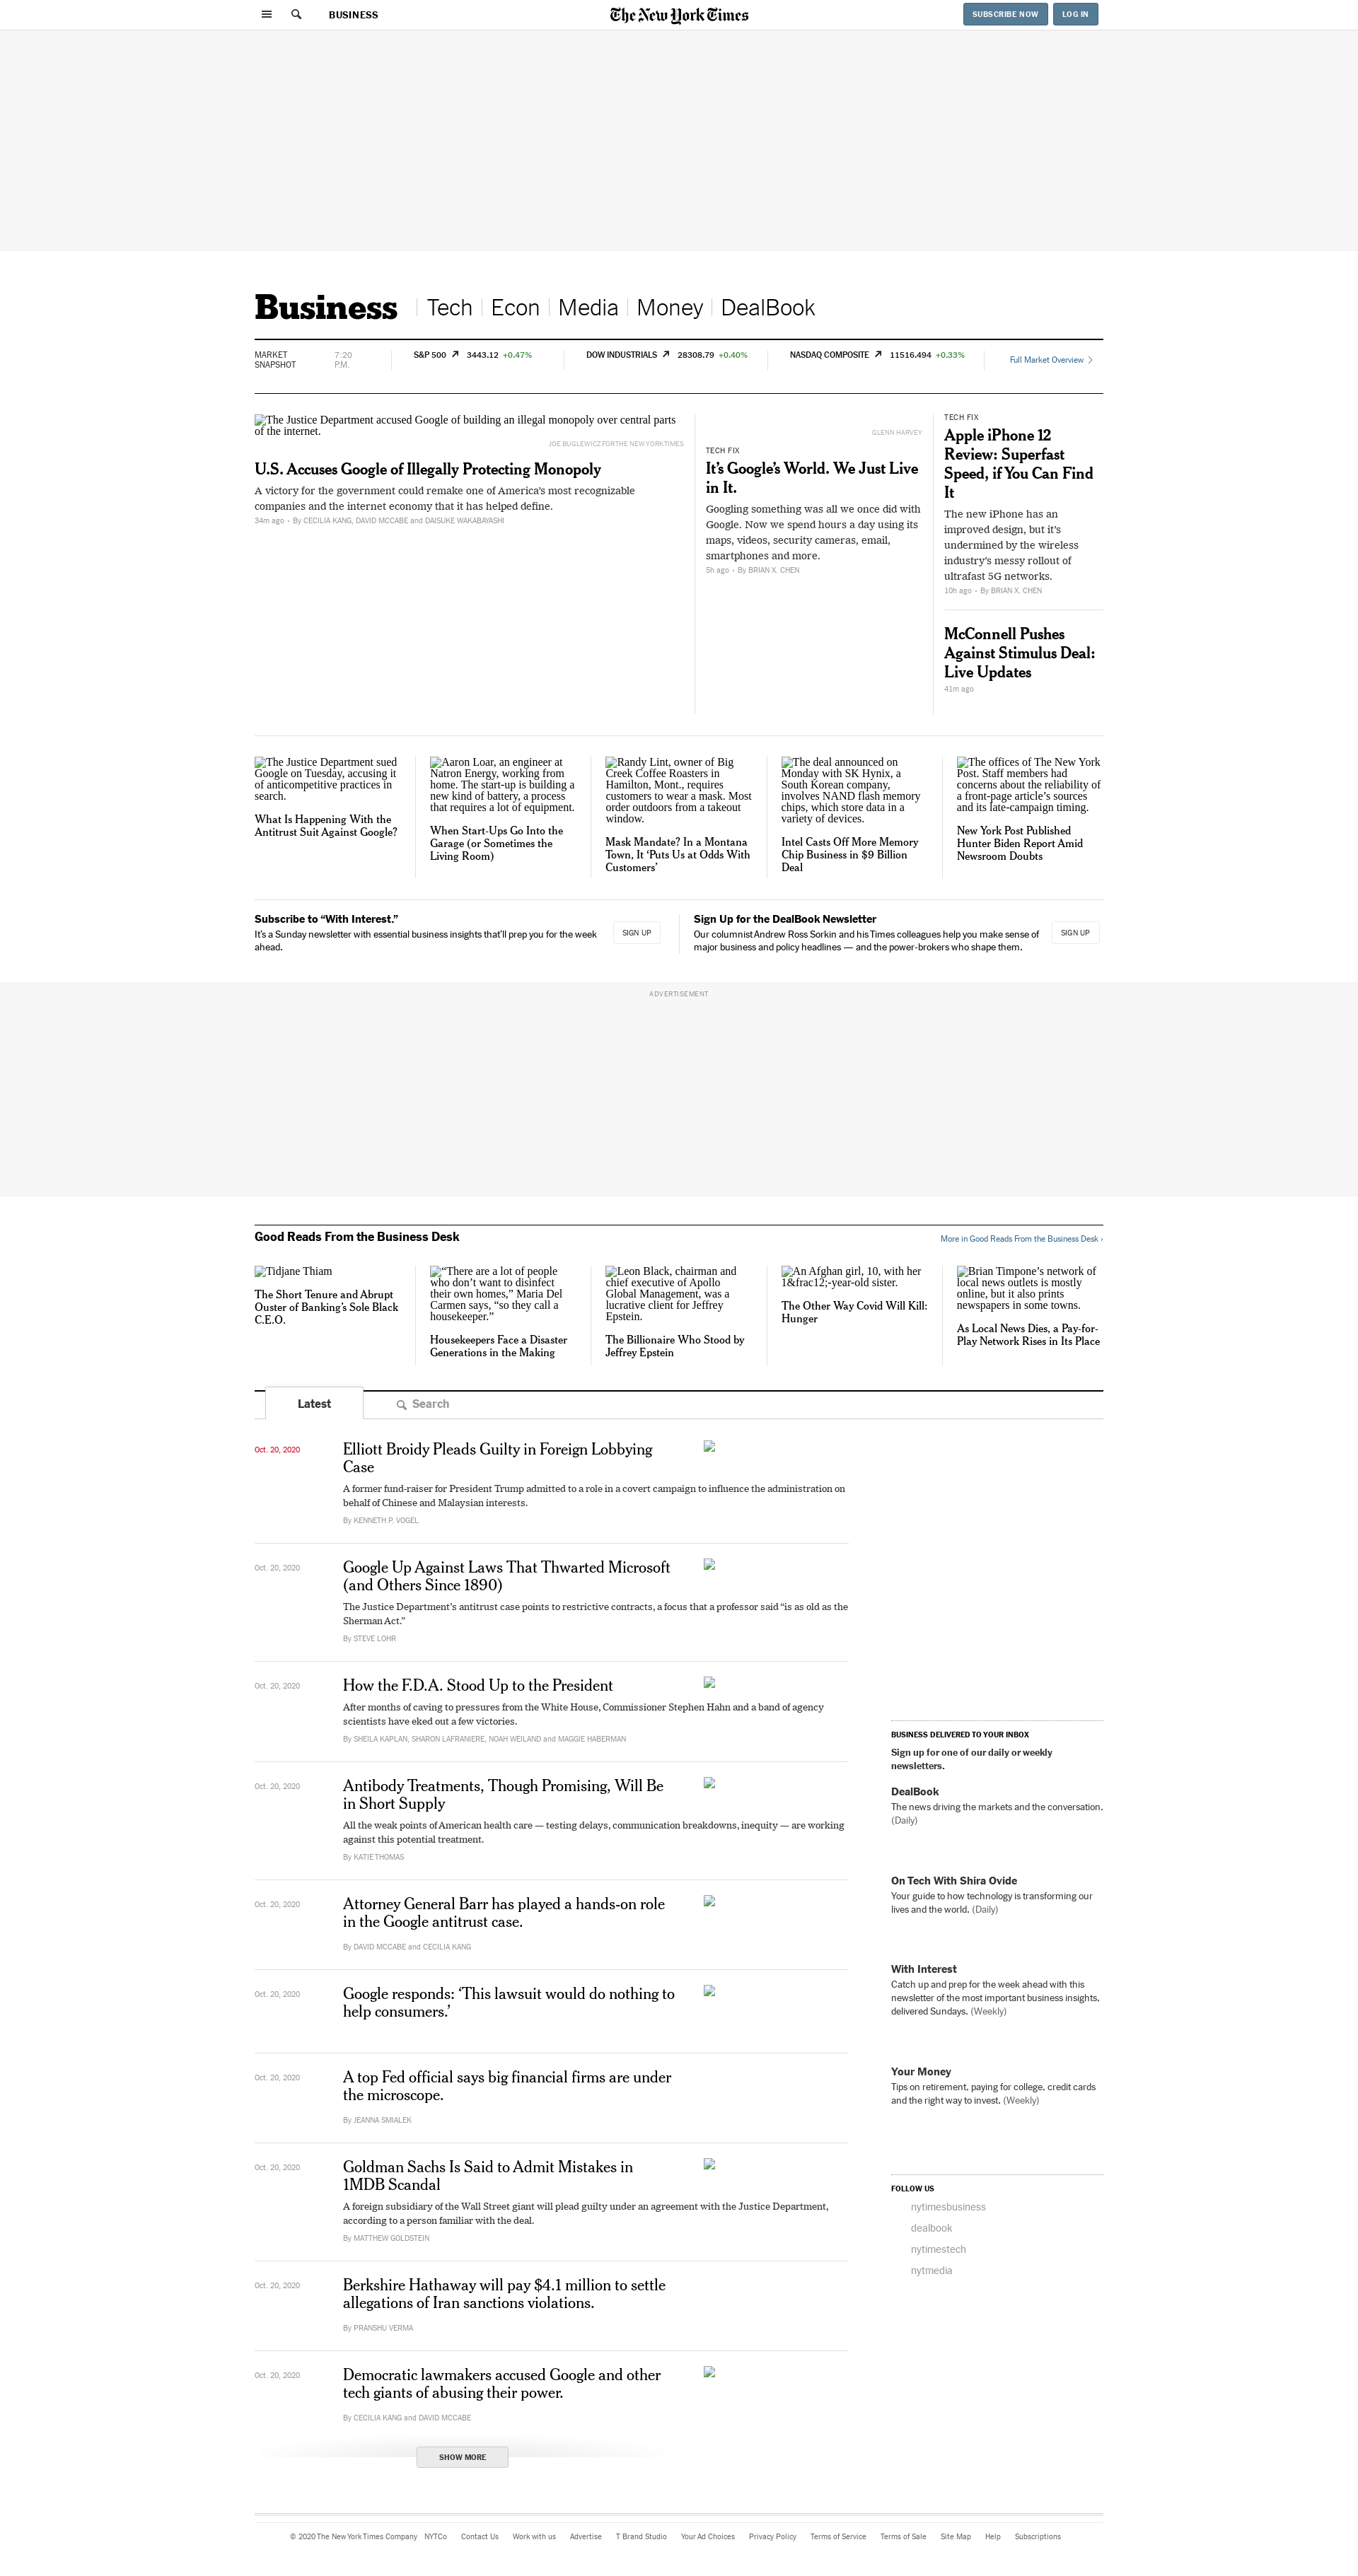 BUSINESS
The New York Times
SUBSCRIBE NOW
LOG IN
Business
Tech
Econ
Media
Money
DealBook
MARKET
SNAPSHOT
7:20
P.M.
S&P 500 3443.12 +0.47%
DOW INDUSTRIALS 28308.79 +0.40%
NASDAQ COMPOSITE 11516.494 +0.33%
Full Market Overview
The Justice Department accused Google of building an illegal monopoly over central parts
of the internet.
JOE BUGLEWICZ FOR THE NEW YORK TIMES
U.S. Accuses Google of Illegally Protecting Monopoly
A victory for the government could remake one of America's most recognizable
companies and the internet economy that it has helped define.
34m ago · By CECILIA KANG, DAVID MCCABE and DAISUKE WAKABAYASHI
GLENN HARVEY
TECH FIX
It's Google's World. We Just Live
in It.
Googling something was all we once did with
Google. Now we spend hours a day using its
maps, videos, security cameras, email,
smartphones and more.
5h ago · By BRIAN X. CHEN
TECH FIX
Apple iPhone 12
Review: Superfast
Speed, if You Can Find
It
The new iPhone has an
improved design, but it's
undermined by the wireless
industry's messy rollout of
ultrafast 5G networks.
10h ago · By BRIAN X. CHEN
McConnell Pushes
Against Stimulus Deal:
Live Updates
41m ago
The Justice Department sued
Google on Tuesday, accusing it
of anticompetitive practices in
search.
What Is Happening With the
Antitrust Suit Against Google?
Aaron Loar, an engineer at
Natron Energy, working from
home. The start-up is building a
new kind of battery, a process
that requires a lot of equipment.
When Start-Ups Go Into the
Garage (or Sometimes the
Living Room)
Randy Lint, owner of Big
Creek Coffee Roasters in
Hamilton, Mont., requires
customers to wear a mask. Most
order outdoors from a takeout
window.
Mask Mandate? In a Montana
Town, It 'Puts Us at Odds With
Customers'
The deal announced on
Monday with SK Hynix, a
South Korean company,
involves NAND flash memory
chips, which store data in a
variety of devices.
Intel Casts Off More Memory
Chip Business in $9 Billion
Deal
The offices of The New York
Post. Staff members had
concerns about the reliability of
a front-page article's sources
and its late-campaign timing.
New York Post Published
Hunter Biden Report Amid
Newsroom Doubts
Subscribe to “With Interest.”
It's a Sunday newsletter with essential business insights that'll prep you for the week
ahead.
SIGN UP
Sign Up for the DealBook Newsletter
Our columnist Andrew Ross Sorkin and his Times colleagues help you make sense of
major business and policy headlines — and the power-brokers who shape them.
SIGN UP
ADVERTISEMENT
Good Reads From the Business Desk
More in Good Reads From the Business Desk ›
Tidjane Thiam
The Short Tenure and Abrupt
Ouster of Banking's Sole Black
C.E.O.
“There are a lot of people
who don't want to disinfect
their own homes,” Maria Del
Carmen says, “so they call a
housekeeper.”
Housekeepers Face a Disaster
Generations in the Making
Leon Black, chairman and
chief executive of Apollo
Global Management, was a
lucrative client for Jeffrey
Epstein.
The Billionaire Who Stood by
Jeffrey Epstein
An Afghan girl, 10, with her
1&frac12;-year-old sister.
The Other Way Covid Will Kill:
Hunger
Brian Timpone's network of
local news outlets is mostly
online, but it also prints
newspapers in some towns.
As Local News Dies, a Pay-for-
Play Network Rises in Its Place
Latest
Search
Oct. 20, 2020
Elliott Broidy Pleads Guilty in Foreign Lobbying
Case
A former fund-raiser for President Trump admitted to a role in a covert campaign to influence the administration on
behalf of Chinese and Malaysian interests.
By KENNETH P. VOGEL
Oct. 20, 2020
Google Up Against Laws That Thwarted Microsoft
(and Others Since 1890)
The Justice Department's antitrust case points to restrictive contracts, a focus that a professor said “is as old as the
Sherman Act.”
By STEVE LOHR
Oct. 20, 2020
How the F.D.A. Stood Up to the President
After months of caving to pressures from the White House, Commissioner Stephen Hahn and a band of agency
scientists have eked out a few victories.
By SHEILA KAPLAN, SHARON LAFRANIERE, NOAH WEILAND and MAGGIE HABERMAN
Oct. 20, 2020
Antibody Treatments, Though Promising, Will Be
in Short Supply
All the weak points of American health care — testing delays, communication breakdowns, inequity — are working
against this potential treatment.
By KATIE THOMAS
Oct. 20, 2020
Attorney General Barr has played a hands-on role
in the Google antitrust case.
By DAVID MCCABE and CECILIA KANG
Oct. 20, 2020
Google responds: ‘This lawsuit would do nothing to
help consumers.’
Oct. 20, 2020
A top Fed official says big financial firms are under
the microscope.
By JEANNA SMIALEK
Oct. 20, 2020
Goldman Sachs Is Said to Admit Mistakes in
1MDB Scandal
A foreign subsidiary of the Wall Street giant will plead guilty under an agreement with the Justice Department,
according to a person familiar with the deal.
By MATTHEW GOLDSTEIN
Oct. 20, 2020
Berkshire Hathaway will pay $4.1 million to settle
allegations of Iran sanctions violations.
By PRANSHU VERMA
Oct. 20, 2020
Democratic lawmakers accused Google and other
tech giants of abusing their power.
By CECILIA KANG and DAVID MCCABE
SHOW MORE
BUSINESS DELIVERED TO YOUR INBOX
Sign up for one of our daily or weekly
newsletters.
DealBook
The news driving the markets and the conversation.
(Daily)
On Tech With Shira Ovide
Your guide to how technology is transforming our
lives and the world. (Daily)
With Interest
Catch up and prep for the week ahead with this
newsletter of the most important business insights,
delivered Sundays. (Weekly)
Your Money
Tips on retirement, paying for college, credit cards
and the right way to invest. (Weekly)
FOLLOW US
nytimesbusiness
dealbook
nytimestech
nytmedia
© 2020 The New York Times Company NYTCo Contact Us Work with us Advertise T Brand Studio Your Ad Choices Privacy Policy Terms of Service Terms of Sale Site Map Help Subscriptions